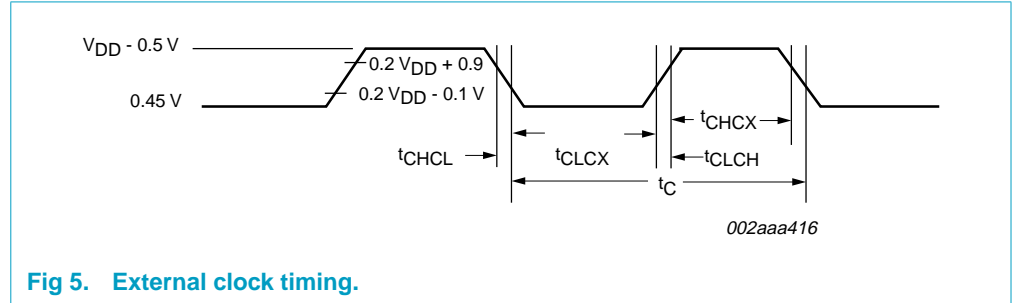 VDD - 0.5 V
0.2 VDD + 0.9
0.2 VDD - 0.1 V
0.45 V
tCHCX
tCHCL
tCLCX
tCLCH
tC
002aaa416
Fig 5. External clock timing.